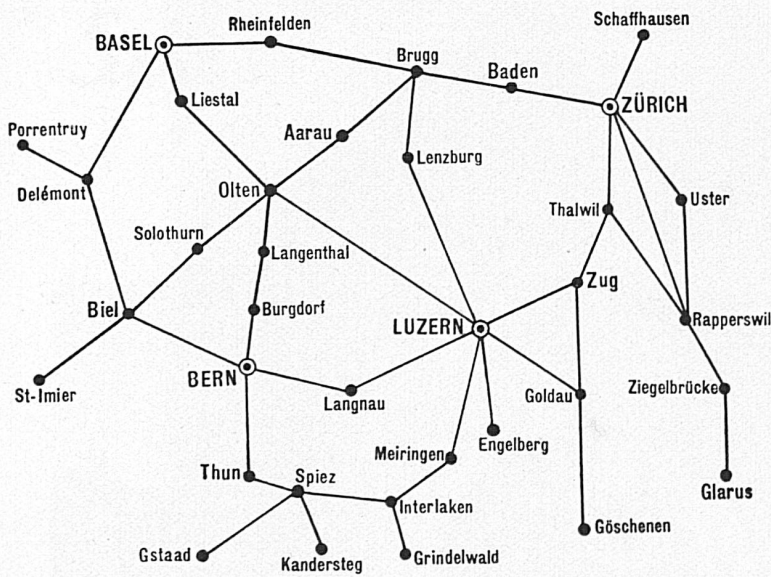 Schaffhausen
Rheinfelden
BASEL
Brugg
Baden
ZÜRICH
Liestal
Porrentruy
Aarau
Lenzburg
Delémont
Olten
Uster
Thalwil
Solothurn
Langenthal
Zug
Biel
Burgdorf
LUZERN
Rapperswil
BERN
St-Imier
Langnau
Goldau
Ziegelbrücke
Engelberg
Meiringen
Thun
Spiez
Glarus
Interlaken
Göschenen
Gstaad
Kandersteg
Grindelwald